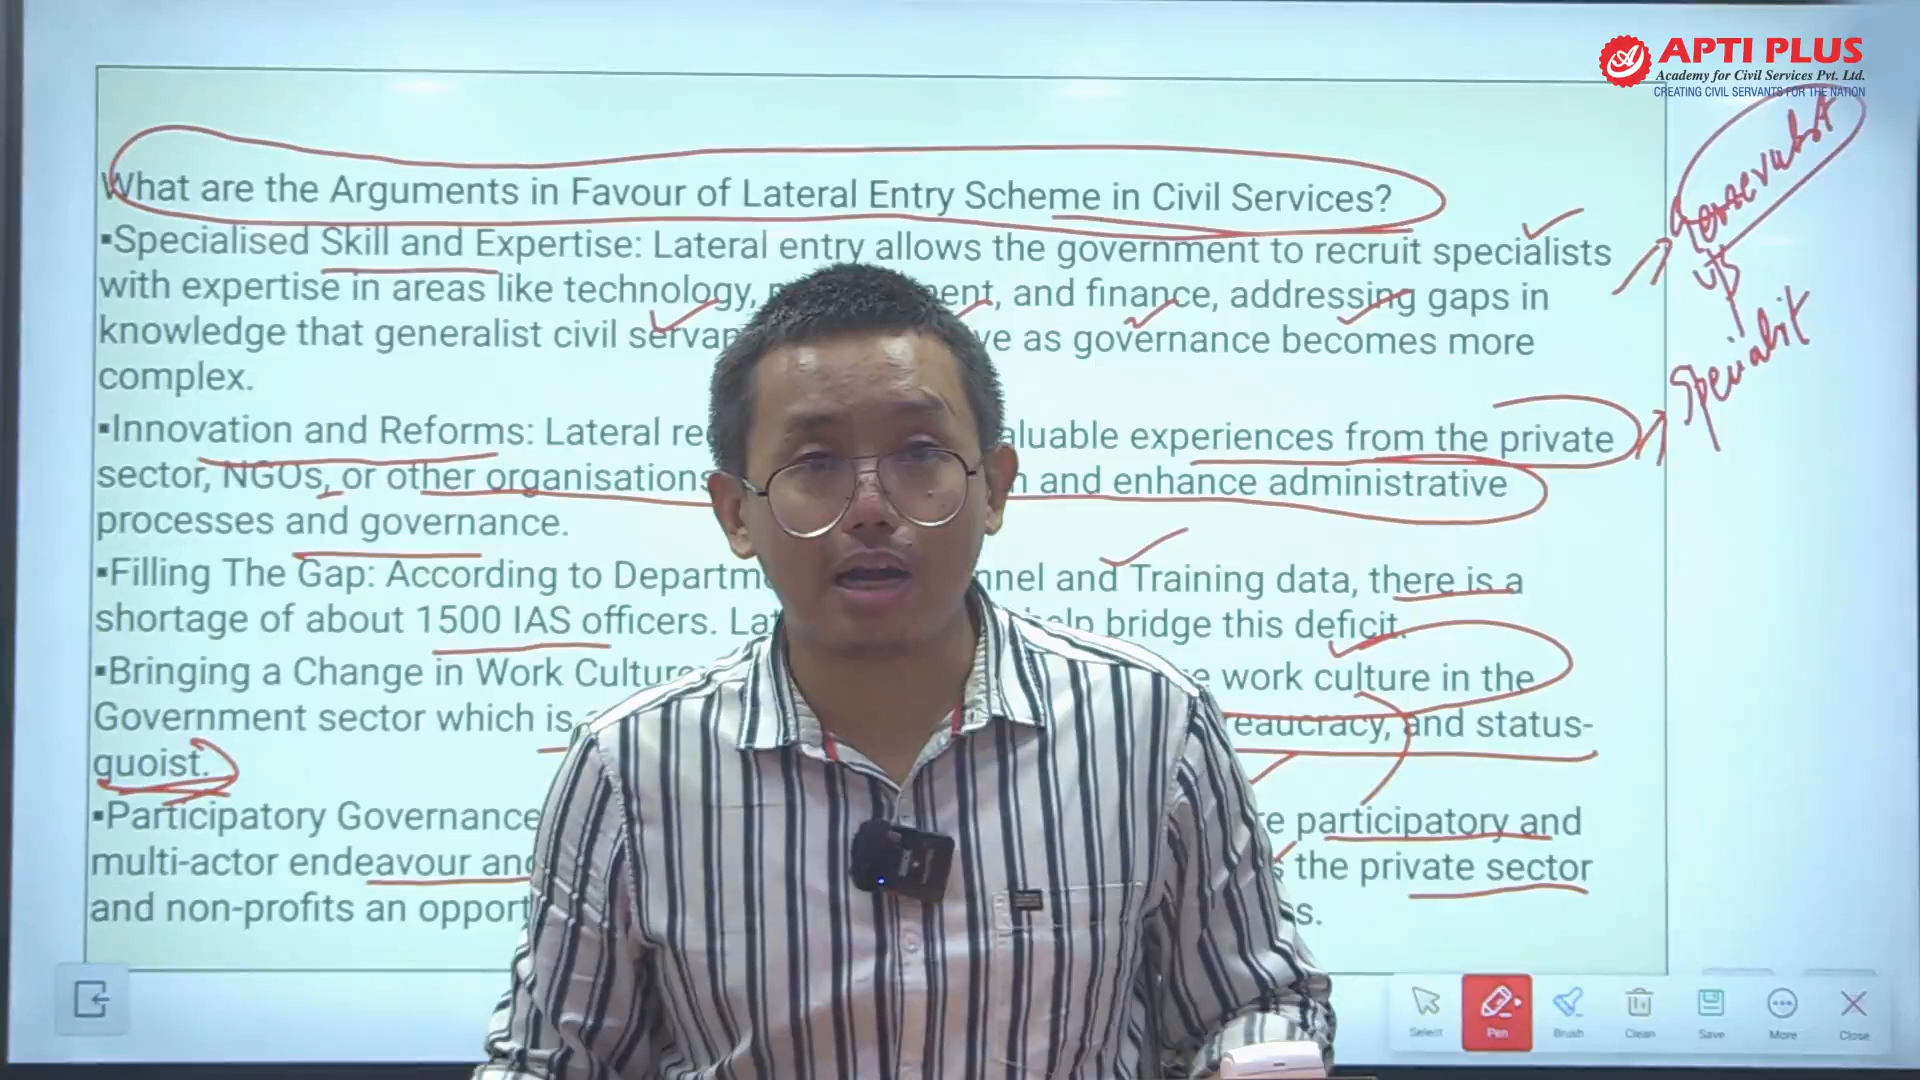 APTI PLUS
Academy for Civil Services Pvt. Ltd.
CREATING CIVIL SERVANTS FOR THE NATION
What are the Arguments in Favour of Lateral Entry Scheme in Civil Services?
▪Specialised Skill and Expertise: Lateral entry allows the government to recruit specialists
with expertise in areas like technology, and finance, addressing gaps in
knowledge that generalist civil as governance becomes more
complex.
▪Innovation and Reforms: Lateral experiences from the private
sector, NGOs, or other organisations and enhance administrative
processes and governance.
▪Filling The Gap: According to and Training data, there is a
shortage of about 1500 IAS officers. bridge this deficit.
▪Bringing a Change in Work work culture in the
Government sector which is and status-
quoist.
▪Participatory Governance participatory and
multi-actor endeavour the private sector
and non-profits an
vs
Specialist
Select
Pen
Brush
Clean
Save
More
Close